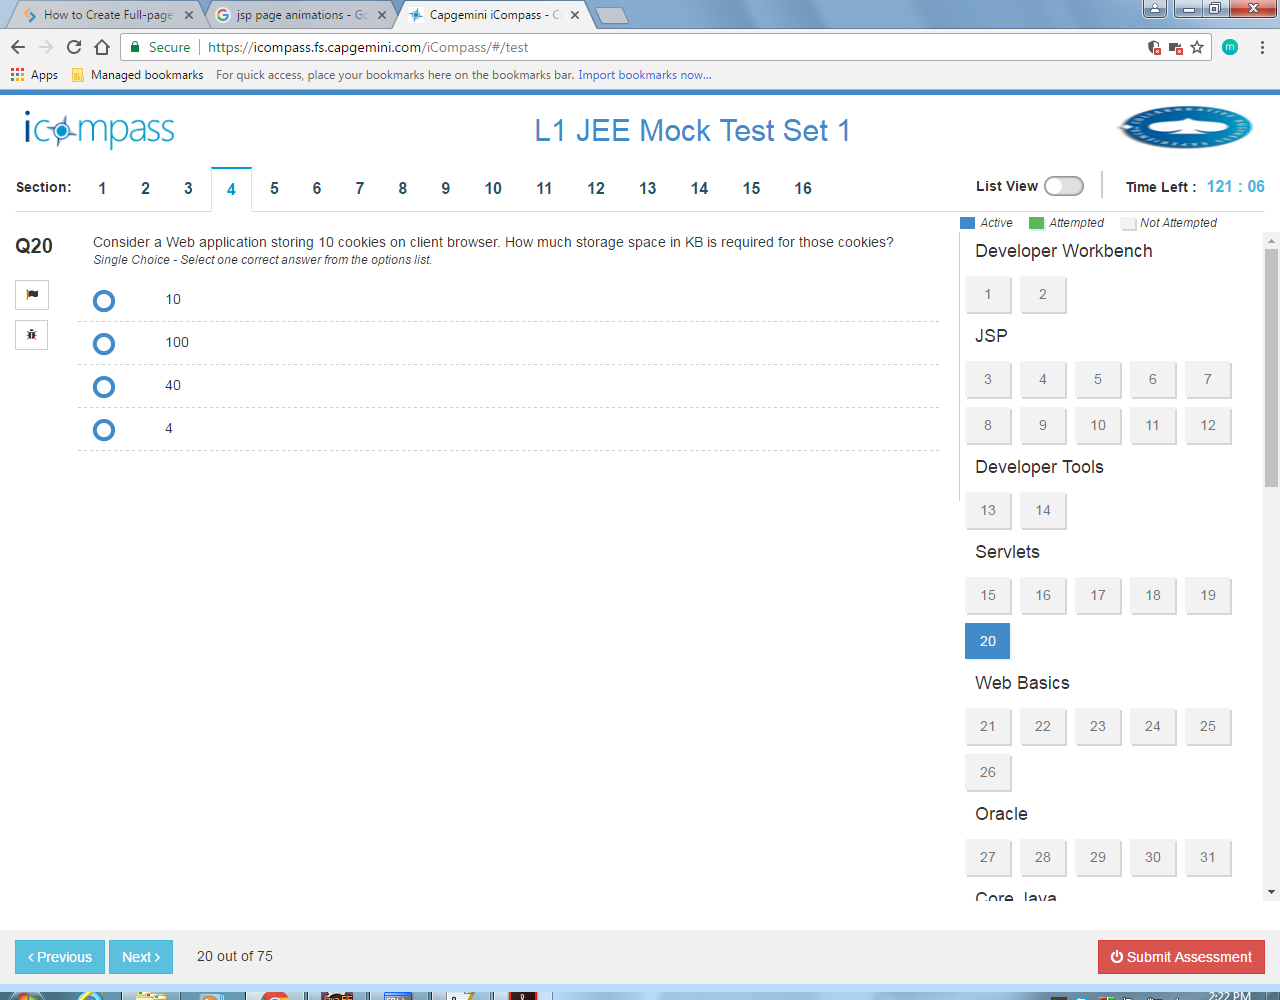 How to Create Full-page
jsp page animations - Go
Capgemini iCompass - C
Secure
https://icompass.fs.capgemini.com/iCompass/#/test
m
Apps
Managed bookmarks
For quick access, place your bookmarks here on the bookmarks bar. Import bookmarks now...
icompass
L1 JEE Mock Test Set 1
Section: 1 2 3 4 5 6 7 8 9 10 11 12 13 14 15 16
List View
Time Left : 121 : 06
Active Attempted Not Attempted
Q20
Consider a Web application storing 10 cookies on client browser. How much storage space in KB is required for those cookies?
Single Choice - Select one correct answer from the options list.
10
100
40
4
Developer Workbench
1 2
JSP
3 4 5 6 7
8 9 10 11 12
Developer Tools
13 14
Servlets
15 16 17 18 19
20
Web Basics
21 22 23 24 25
26
Oracle
27 28 29 30 31
Core Java
‹ Previous
Next ›
20 out of 75
Submit Assessment
2:22 PM